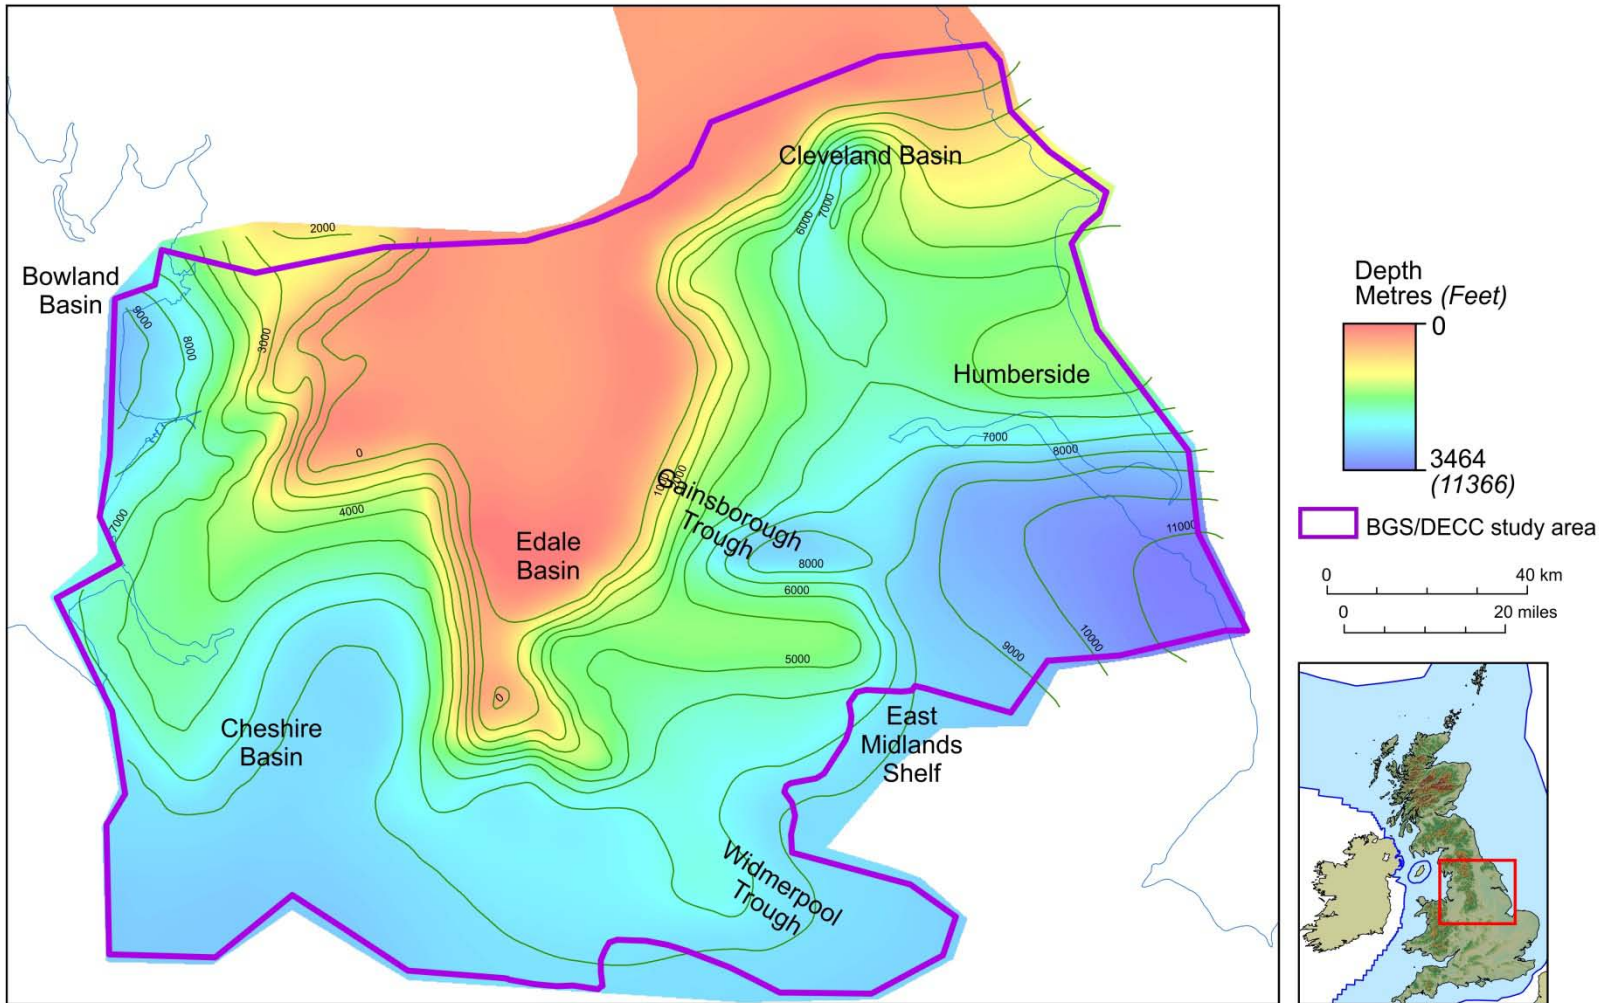 Cleveland Basin
6000
7000
2000
Bowland
Basin
9000
8000
3000
Depth
Metres (Feet)
0
3464
(11366)
Humberside
0
7000
8000
Gainsborough
Trough
4000
7000
11000
BGS/DECC study area
Edale
Basin
8000
6000
0 40 km
0 20 miles
5000
9000
10000
0
Cheshire
Basin
East
Midlands
Shelf
Widmerpool
Trough